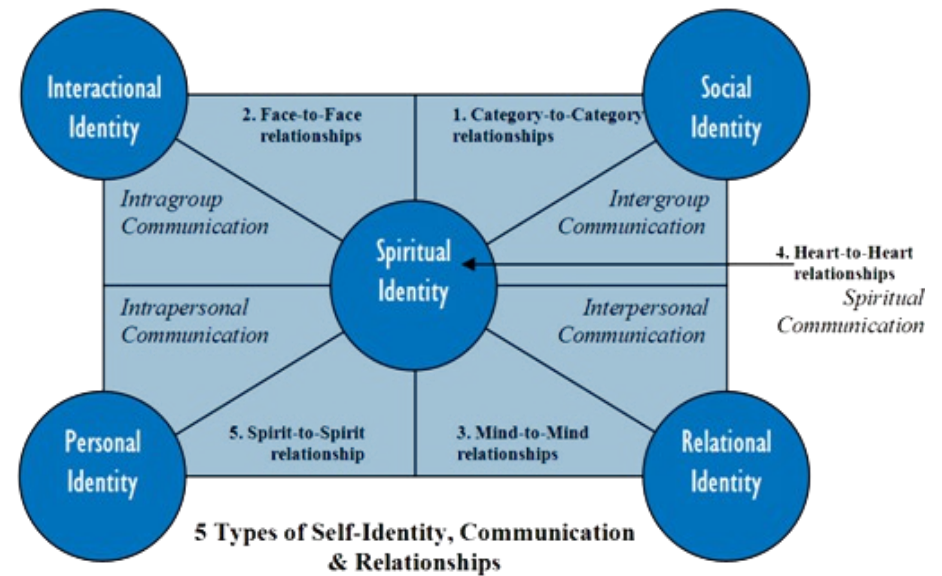 Interactional
Identity
Social
Identity
2. Face-to-Face
relationships
1. Category-to-Category
relationships
Intragroup
Communication
Intergroup
Communication
Spiritual
Identity
4. Heart-to-Heart
relationships
Spiritual
Communication
Intrapersonal
Communication
Interpersonal
Communication
Personal
Identity
5. Spirit-to-Spirit
relationship
3. Mind-to-Mind
relationships
Relational
Identity
5 Types of Self-Identity, Communication
& Relationships